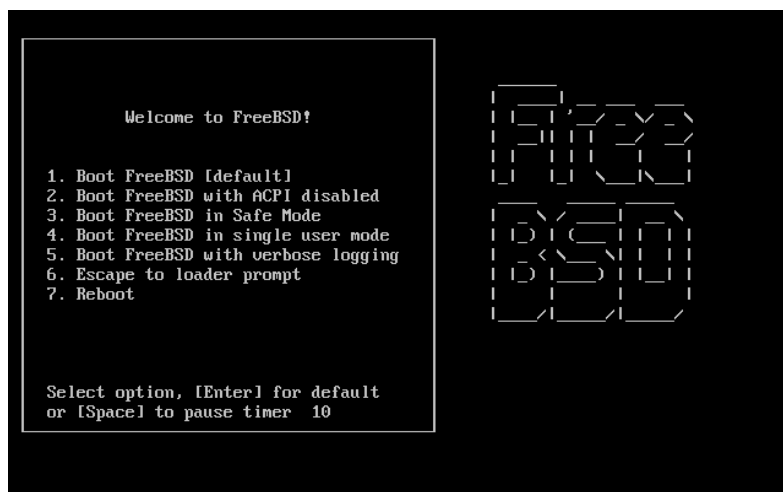 Welcome to FreeBSD!
1. Boot FreeBSD [default]
2. Boot FreeBSD with ACPI disabled
3. Boot FreeBSD in Safe Mode
4. Boot FreeBSD in single user mode
5. Boot FreeBSD with verbose logging
6. Escape to loader prompt
7. Reboot
Select option, [Enter] for default
or [Space] to pause timer 10
Free
BSD